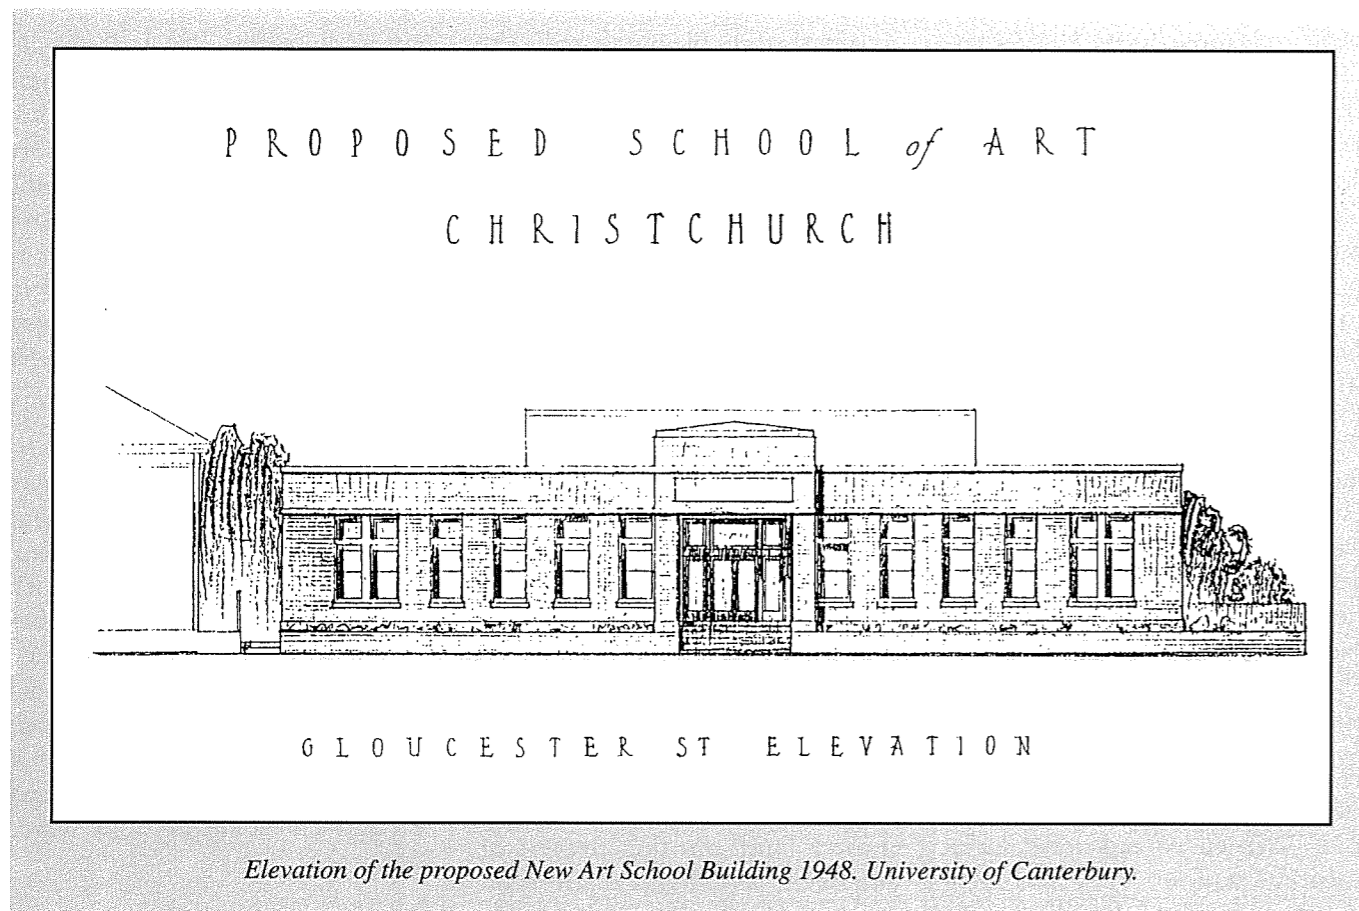 PROPOSED SCHOOL of ART
CHRISTCHURCH
GLOUCESTER ST ELEVATION
Elevation of the proposed New Art School Building 1948. University of Canterbury.